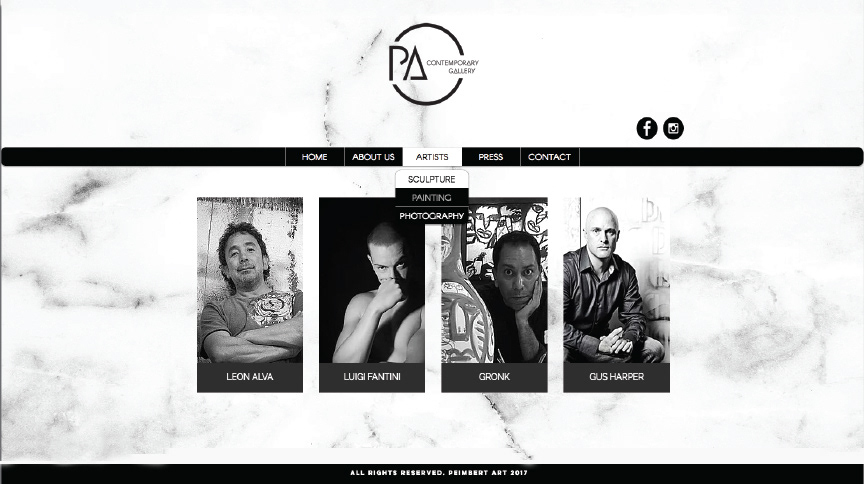 PA
CONTEMPORARY
GALLERY
HOME
ABOUT US
ARTISTS
PRESS
CONTACT
SCULPTURE
PAINTING
PHOTOGRAPHY
LEON ALVA
LUIGI FANTINI
GRONK
GUS HARPER
ALL RIGHTS RESERVED. PEIMBERT ART 2017